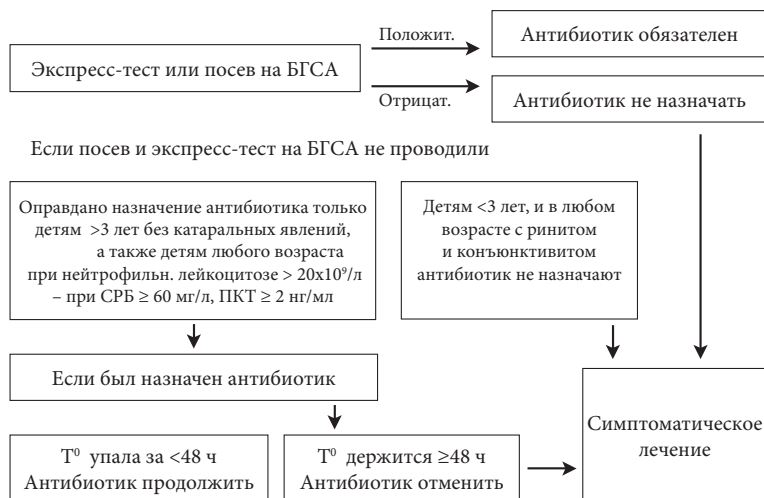 Экспресс-тест или посев на БГСА
Положит.
Отрицат.
Антибиотик обязателен
Антибиотик не назначать
Если посев и экспресс-тест на БГСА не проводили
Оправдано назначение антибиотика только
детям >3 лет без катаральных явлений,
а также детям любого возраста
при нейтрофильн. лейкоцитозе > 20x10⁹/л
– при СРБ ≥ 60 мг/л, ПКТ ≥ 2 нг/мл
Детям <3 лет, и в любом
возрасте с ринитом
и конъюнктивитом
антибиотик не назначают
Если был назначен антибиотик
T⁰ упала за <48 ч
Антибиотик продолжить
T⁰ держится ≥48 ч
Антибиотик отменить
Симптоматическое
лечение